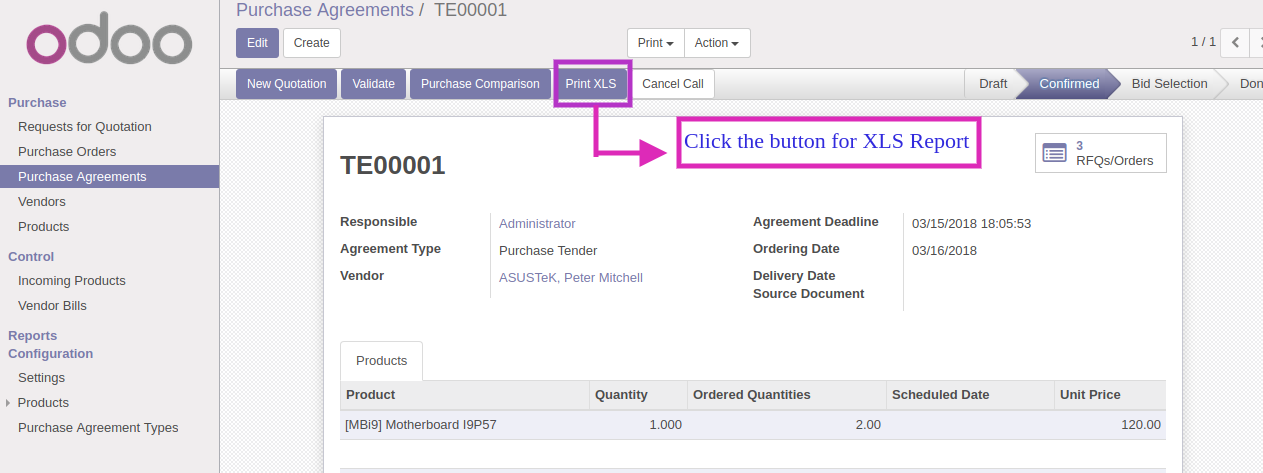 odoo
Purchase Agreements / TE00001
Edit Create Print Action 1 / 1
New Quotation Validate Purchase Comparison Print XLS Cancel Call Draft Confirmed Bid Selection Don
Purchase
Requests for Quotation
Purchase Orders
Purchase Agreements
Vendors
Products
Control
Incoming Products
Vendor Bills
Reports
Configuration
Settings
Products
Purchase Agreement Types
Click the button for XLS Report
3
RFQs/Orders
TE00001
Responsible Administrator Agreement Deadline 03/15/2018 18:05:53
Agreement Type Purchase Tender Ordering Date 03/16/2018
Vendor ASUSTeK, Peter Mitchell Delivery Date
Source Document
Products
Product Quantity Ordered Quantities Scheduled Date Unit Price
[MBi9] Motherboard I9P57 1.000 2.00 120.00